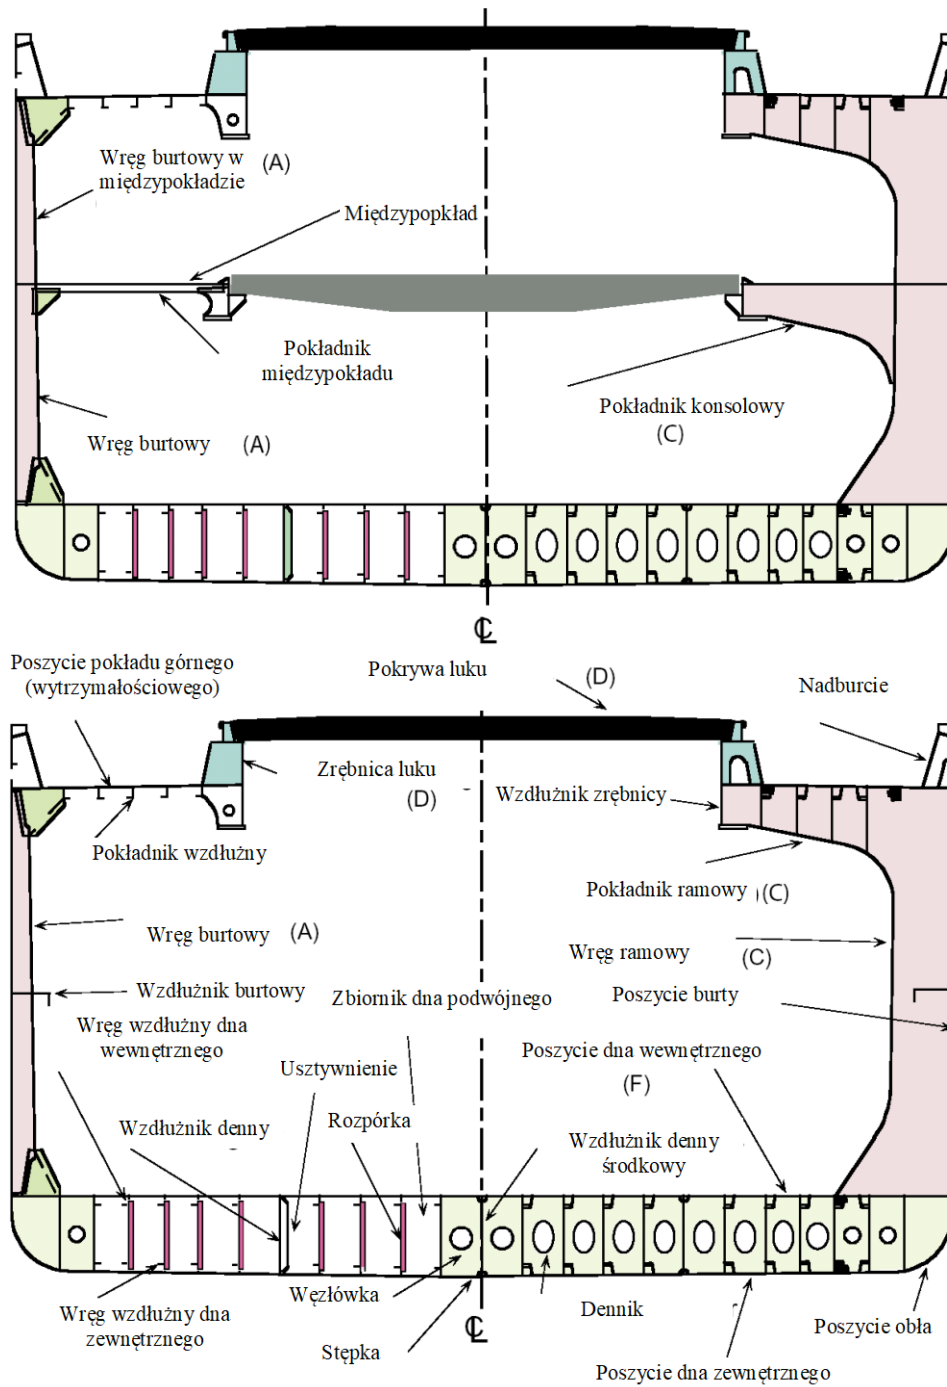 Wręg burtowy w (A)
międzypokładzie
Międzypopkład
Pokładnik
międzypokładu
Pokładnik konsolowy
(C)
Wręg burtowy (A)
℄
Poszycie pokładu górnego
(wytrzymałościowego)
Pokrywa luku (D)
Nadburcie
Zrębnica luku
(D)
Wzdłużnik zrębnicy
Pokładnik wzdłużny
Pokładnik ramowy (C)
Wręg burtowy (A)
Wręg ramowy (C)
Wzdłużnik burtowy
Zbiornik dna podwójnego
Poszycie burty
Wręg wzdłużny dna
wewnętrznego
Poszycie dna wewnętrznego
(F)
Usztywnienie
Rozpórka
Wzdłużnik denny
Wzdłużnik denny
środkowy
Węzłówka
Dennik
Wręg wzdłużny dna
zewnętrznego
Stępka
℄
Poszycie obła
Poszycie dna zewnętrznego